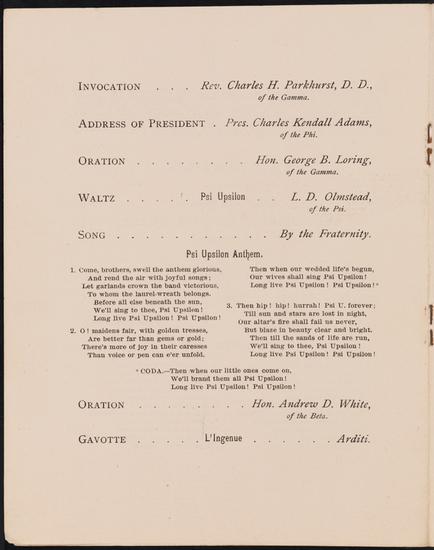 INVOCATION . . . Rev. Charles H. Parkhurst, D. D.,
of the Gamma.
ADDRESS OF PRESIDENT . Pres. Charles Kendall Adams,
of the Phi.
ORATION . . . . . . . . Hon. George B. Loring,
of the Gamma.
WALTZ . . . . . Psi Upsilon . . L. D. Olmstead,
of the Psi.
SONG . . . . . . . . . . . By the Fraternity.
Psi Upsilon Anthem.
1. Come, brothers, swell the anthem glorious,
And rend the air with joyful songs;
Let garlands crown the band victorious,
To whom the laurel-wreath belongs.
Before all else beneath the sun,
We'll sing to thee, Psi Upsilon!
Long live Psi Upsilon! Psi Upsilon!
2. O! maidens fair, with golden tresses,
Are better far than gems or gold;
There's more of joy in their caresses
Than voice or pen can e'er unfold.
Then when our wedded life's begun,
Our wives shall sing Psi Upsilon!
Long live Psi Upsilon! Psi Upsilon!*
3. Then hip! hip! hurrah! Psi U. forever;
Till sun and stars are lost in night,
Our altar's fire shall fail us never,
But blaze in beauty clear and bright.
Then till the sands of life are run,
We'll sing to thee, Psi Upsilon!
Long live Psi Upsilon! Psi Upsilon!
* CODA.—Then when our little ones come on,
We'll brand them all Psi Upsilon!
Long live Psi Upsilon! Psi Upsilon!
ORATION . . . . . . . . Hon. Andrew D. White,
of the Beta.
GAVOTTE . . . . . L'Ingenue . . . . . . Arditi.